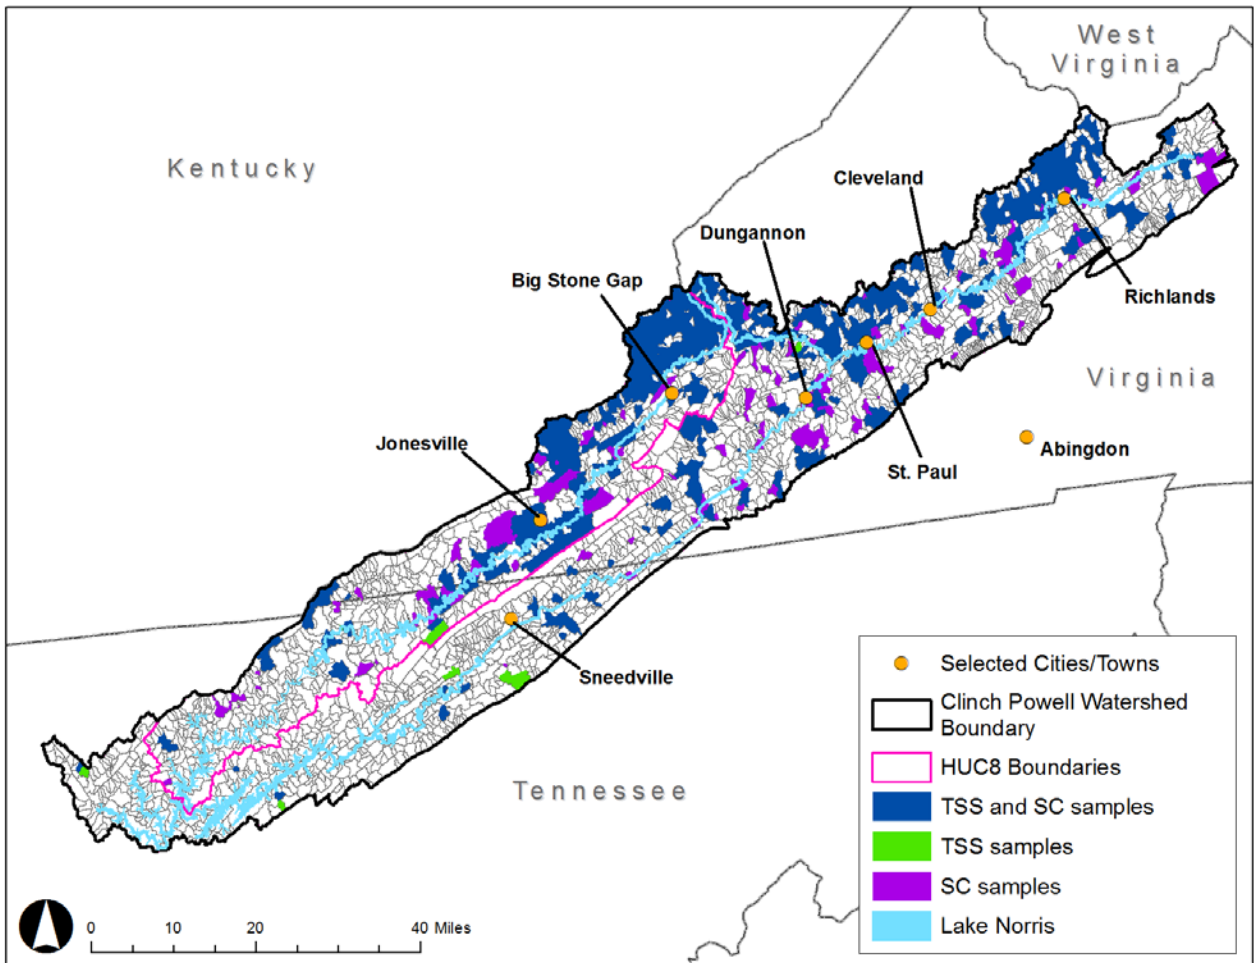 West
Virginia
Kentucky
Cleveland
Dungannon
Big Stone Gap
Richlands
Virginia
Jonesville
Abingdon
St. Paul
Sneedville
Tennessee
Selected Cities/Towns
Clinch Powell Watershed
Boundary
HUC8 Boundaries
TSS and SC samples
TSS samples
SC samples
Lake Norris
0 10 20 40 Miles